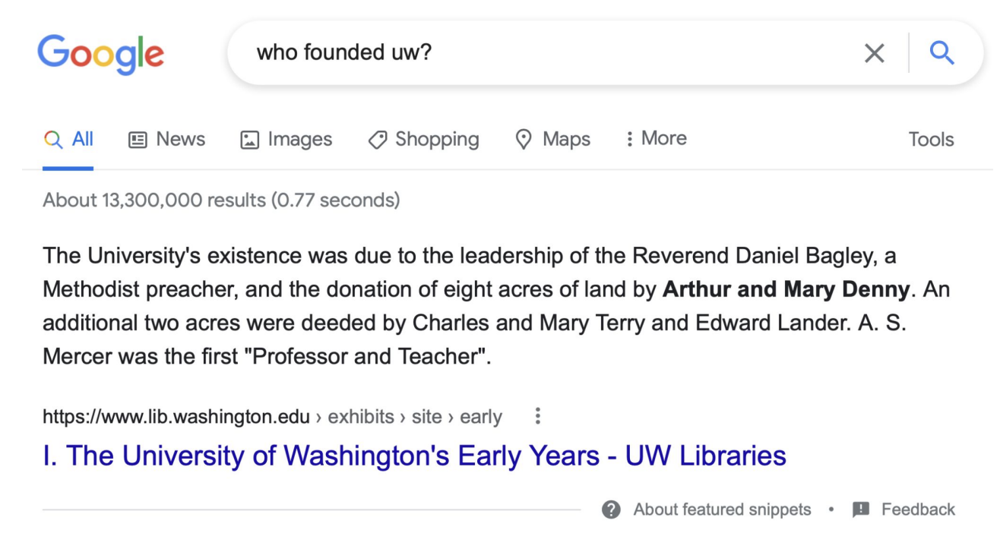 Google
who founded uw?
All News Images Shopping Maps More Tools
About 13,300,000 results (0.77 seconds)
The University's existence was due to the leadership of the Reverend Daniel Bagley, a
Methodist preacher, and the donation of eight acres of land by Arthur and Mary Denny. An
additional two acres were deeded by Charles and Mary Terry and Edward Lander. A. S.
Mercer was the first "Professor and Teacher".
https://www.lib.washington.edu › exhibits › site › early
I. The University of Washington's Early Years - UW Libraries
About featured snippets • Feedback